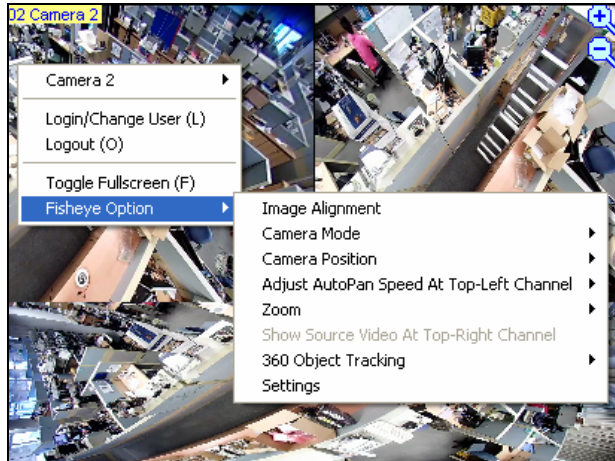 02 Camera 2
Camera 2
Login/Change User (L)
Logout (O)
Toggle Fullscreen (F)
Fisheye Option
Image Alignment
Camera Mode
Camera Position
Adjust AutoPan Speed At Top-Left Channel
Zoom
Show Source Video At Top-Right Channel
360 Object Tracking
Settings